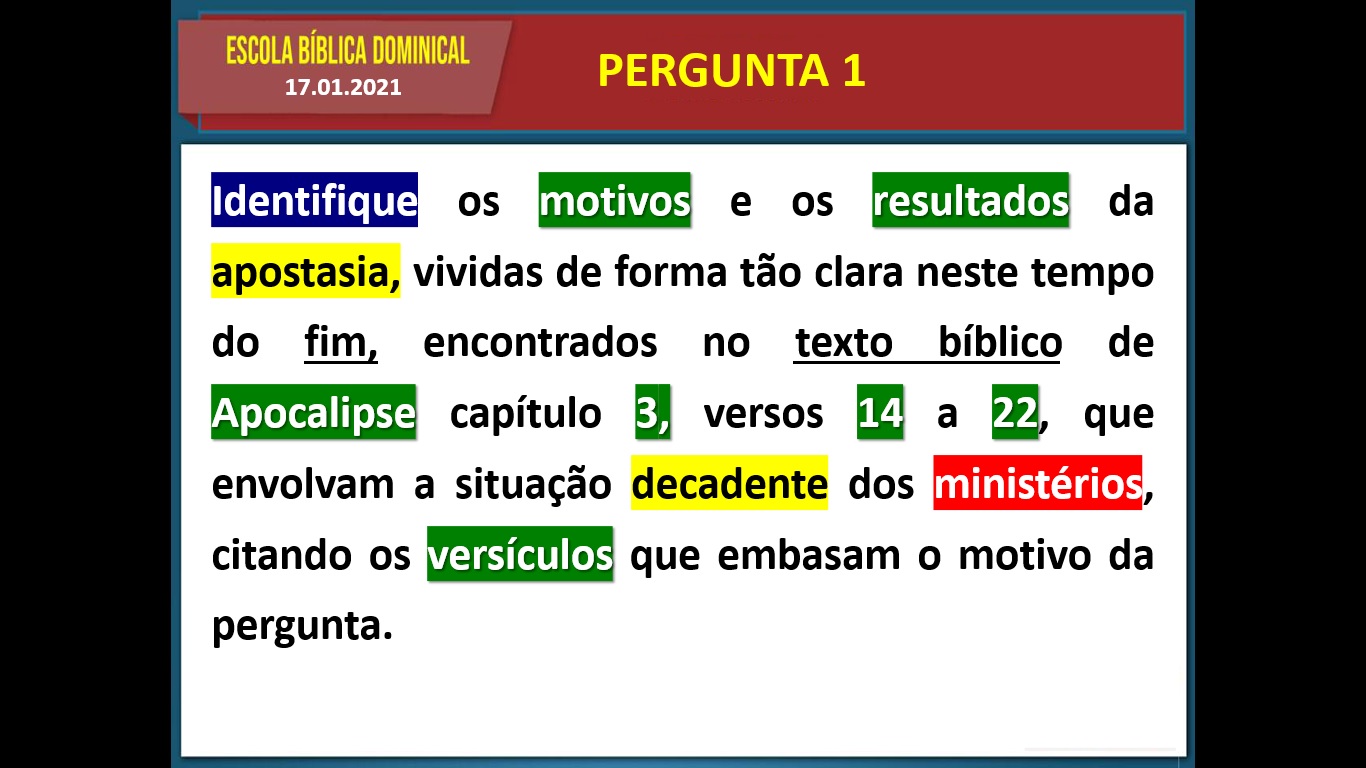 ESCOLA BÍBLICA DOMINICAL
17.01.2021
PERGUNTA 1
Identifique os motivos e os resultados da
apostasia, vividas de forma tão clara neste tempo
do fim, encontrados no texto bíblico de
Apocalipse capítulo 3, versos 14 a 22, que
envolvam a situação decadente dos ministérios,
citando os versículos que embasam o motivo da
pergunta.